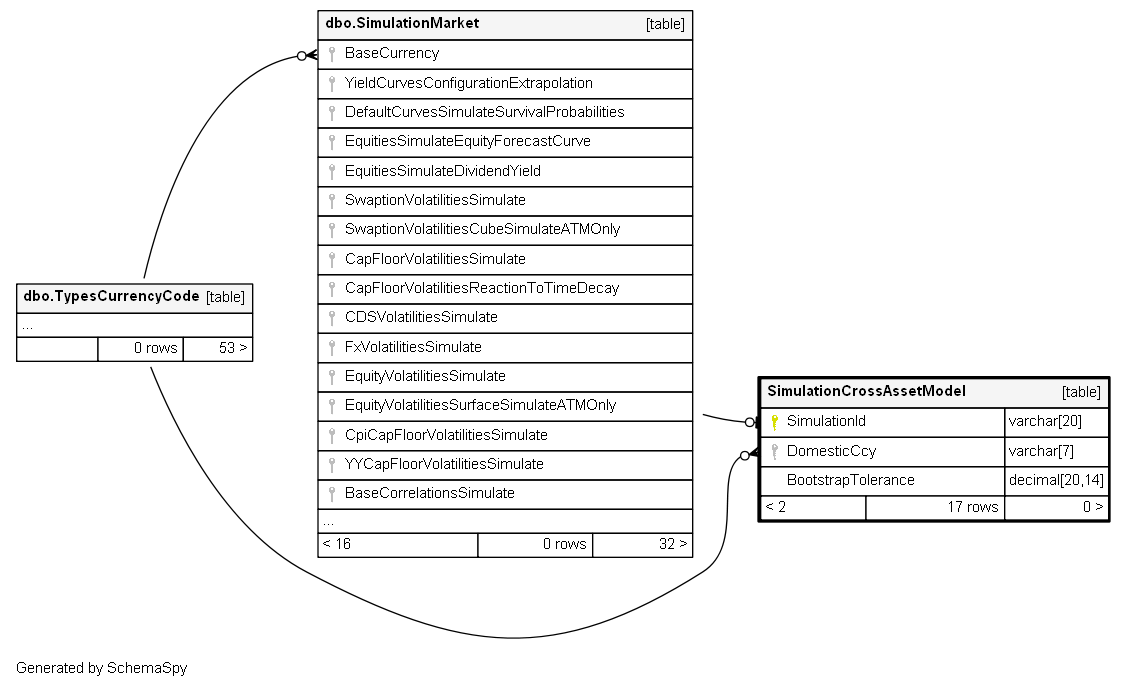 dbo.SimulationMarket [table]
BaseCurrency
YieldCurvesConfigurationExtrapolation
DefaultCurvesSimulateSurvivalProbabilities
EquitiesSimulateEquityForecastCurve
EquitiesSimulateDividendYield
SwaptionVolatilitiesSimulate
SwaptionVolatilitiesCubeSimulateATMOnly
CapFloorVolatilitiesSimulate
CapFloorVolatilitiesReactionToTimeDecay
CDSVolatilitiesSimulate
FxVolatilitiesSimulate
EquityVolatilitiesSimulate
EquityVolatilitiesSurfaceSimulateATMOnly
CpiCapFloorVolatilitiesSimulate
YYCapFloorVolatilitiesSimulate
BaseCorrelationsSimulate
...
< 16 0 rows 32 >
dbo.TypesCurrencyCode [table]
...
0 rows 53 >
SimulationCrossAssetModel [table]
SimulationId varchar[20]
DomesticCcy varchar[7]
BootstrapTolerance decimal[20,14]
< 2 17 rows 0 >
Generated by SchemaSpy